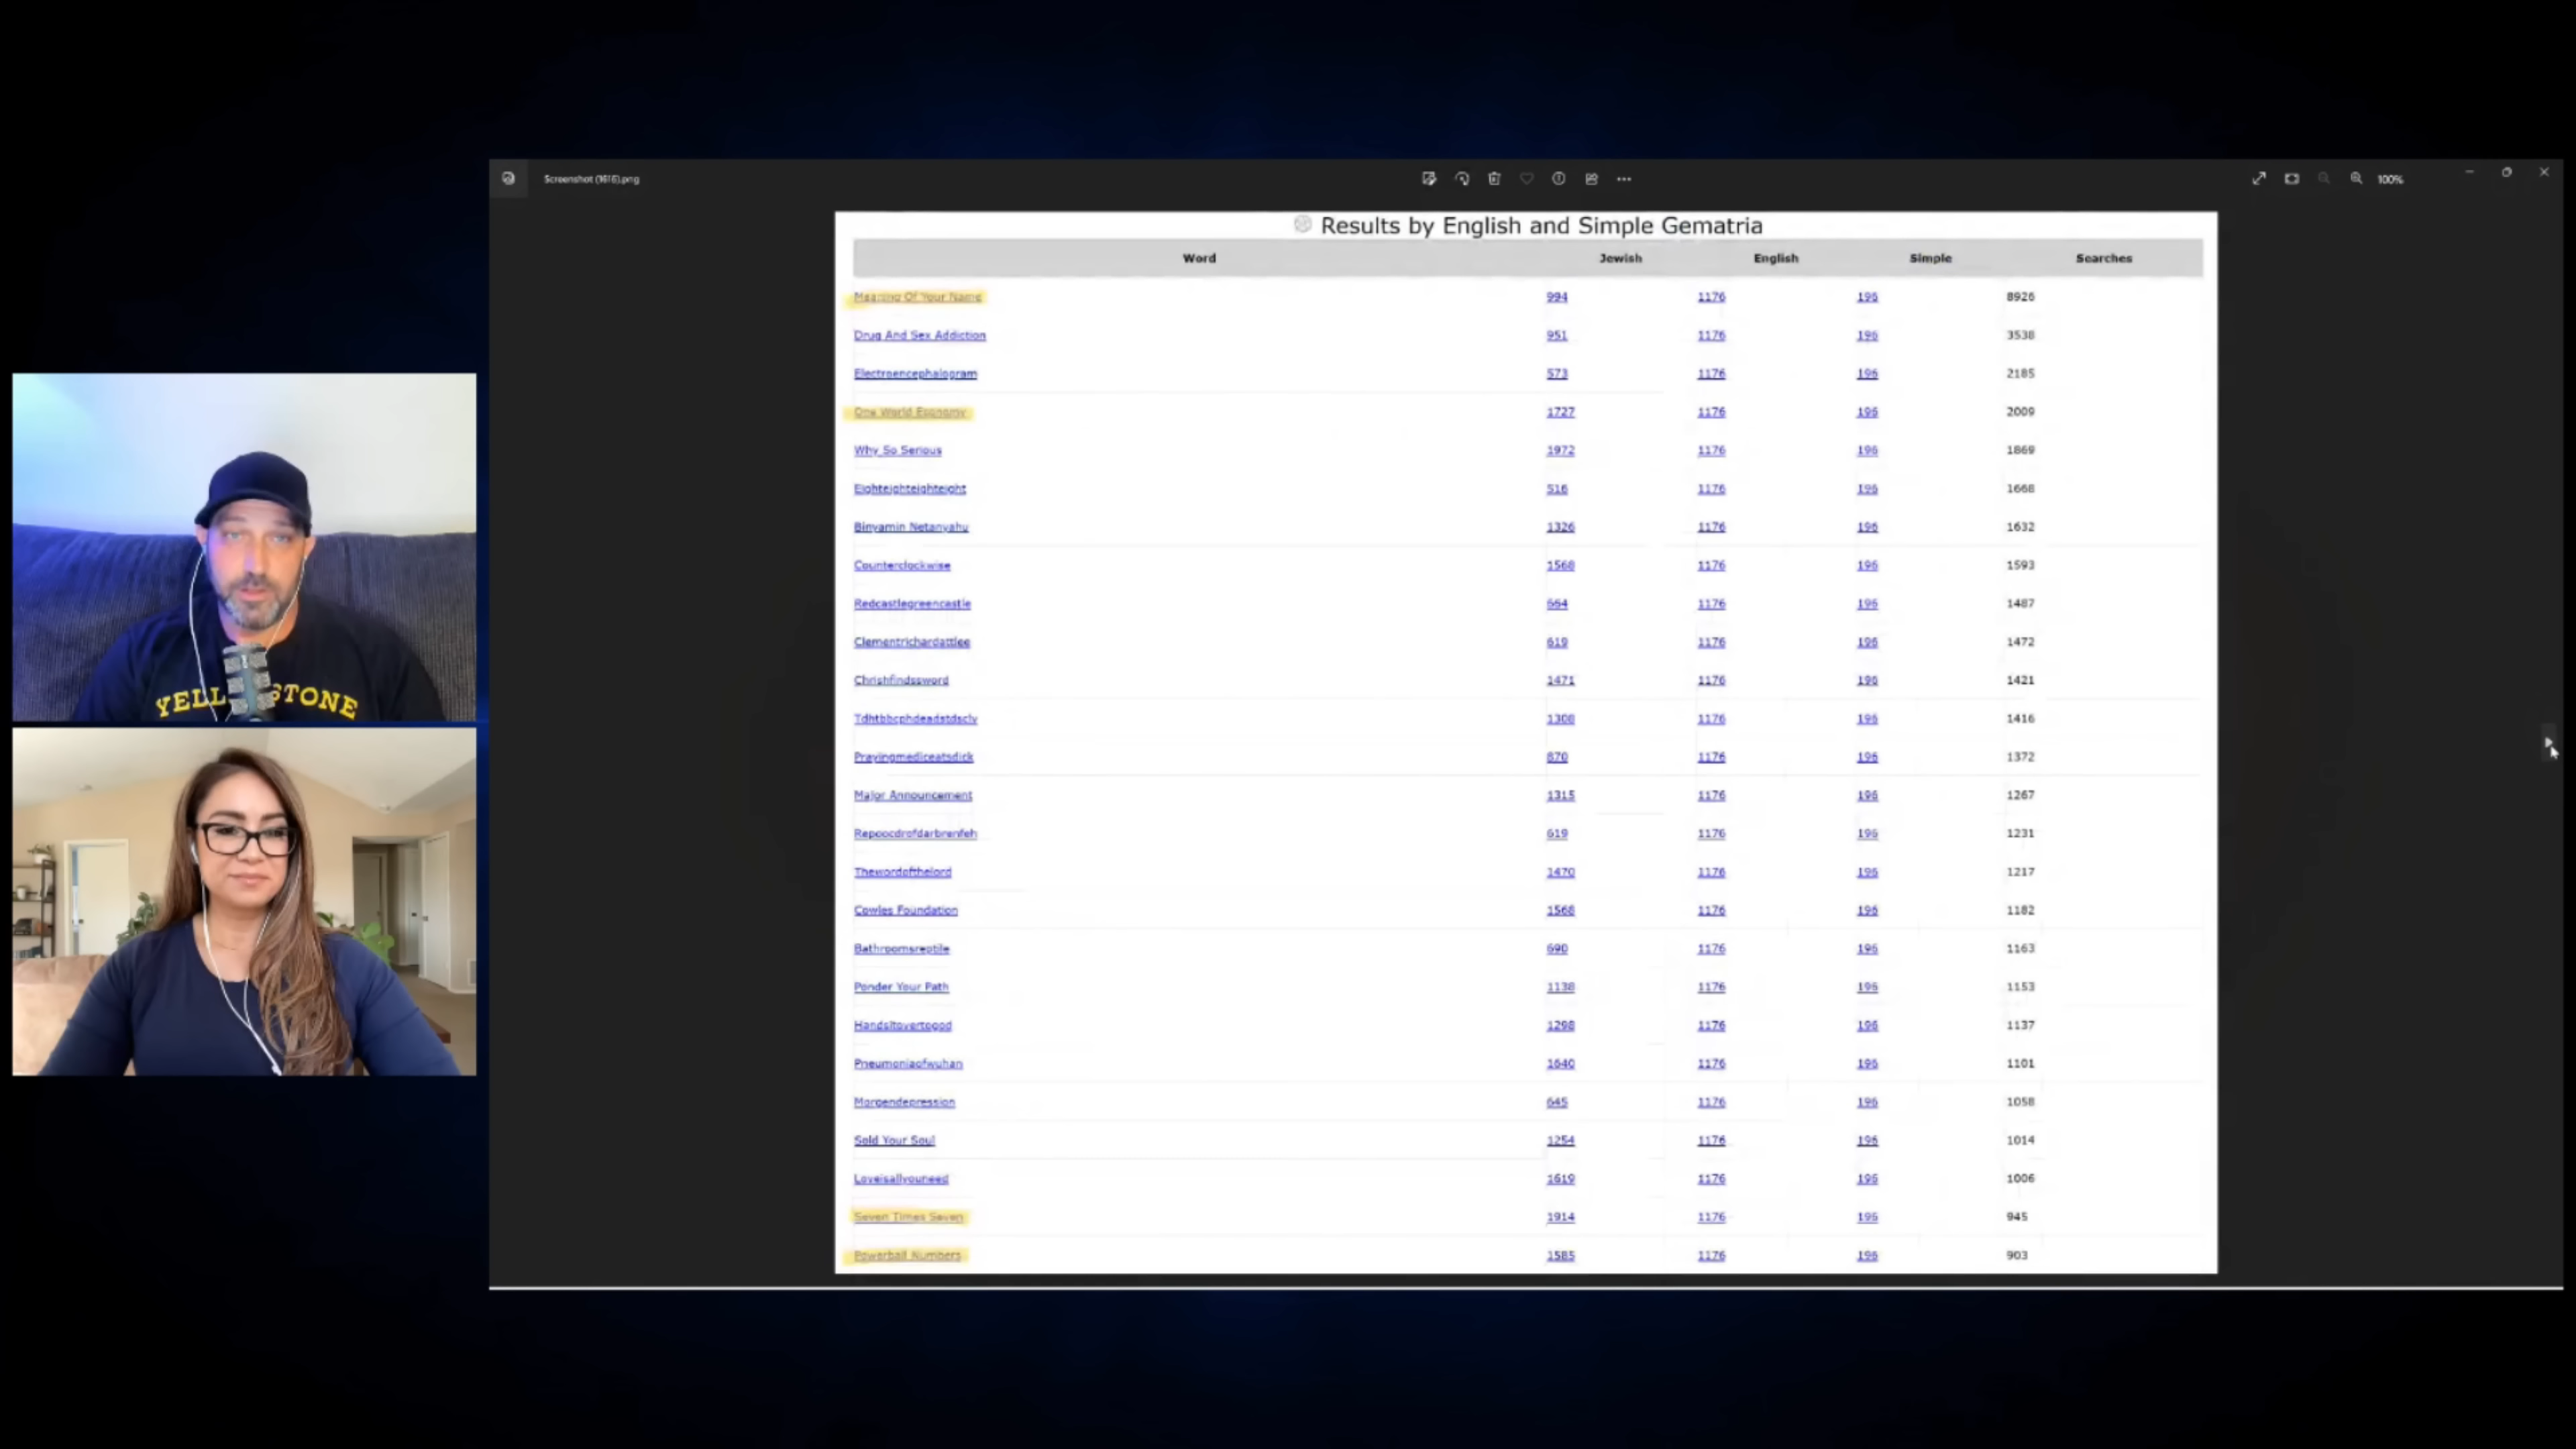 Screenshot (1616).png
100%
Results by English and Simple Gematria
Word Jewish English Simple Searches
Meaning Of Your Name 994 1176 196 8926
Drug And Sex Addiction 951 1176 196 3538
Electroencephalogram 573 1176 196 2185
One World Economy 1727 1176 196 2009
Why So Serious 1972 1176 196 1869
Eighteighteighteight 516 1176 196 1668
Binyamin Netanyahu 1326 1176 196 1632
Counterclockwise 1568 1176 196 1593
Redcastlegreencastle 664 1176 196 1487
Clementrichardattlee 619 1176 196 1472
Christfindssword 1471 1176 196 1421
Tdhtbhcphdeadstdscly 1308 1176 196 1416
Prayingmediceatsdick 870 1176 196 1372
Major Announcement 1315 1176 196 1267
Repoocdrofdarbrenfeh 619 1176 196 1231
Thewordofthelord 1470 1176 196 1217
Cowles Foundation 1568 1176 196 1182
Bathroomsreptile 690 1176 196 1163
Ponder Your Path 1138 1176 196 1153
Handsitovertogod 1298 1176 196 1137
Pneumoniaofwuhan 1640 1176 196 1101
Morgendepression 645 1176 196 1058
Sold Your Soul 1254 1176 196 1014
Loveisallyouneed 1619 1176 196 1006
Seven Times Seven 1914 1176 196 945
Powerball Numbers 1585 1176 196 903
YELL STONE